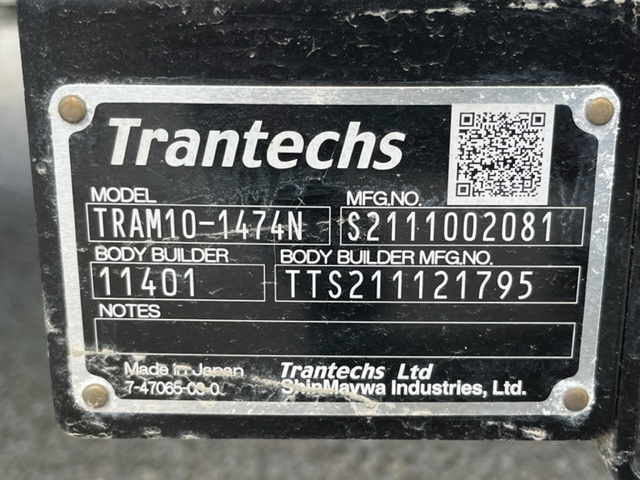 Trantechs
MODEL MFG.NO.
TRAM10-1474N S2111002081
BODY BUILDER BODY BUILDER MFG.NO.
11401 TTS211121795
NOTES
Made in Japan Trantechs Ltd
7-47065-03-0 ShinMaywa Industries, Ltd.